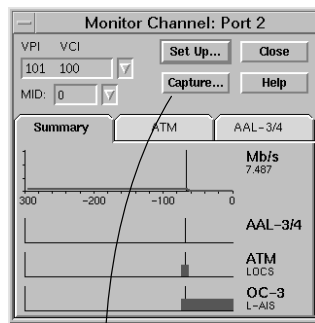 Monitor Channel: Port 2
VPI VCI
101 100
Set Up... Close
MID: 0
Capture... Help
Summary ATM AAL-3/4
Mb/s
7.487
300 -200 -100 0
AAL-3/4
ATM
LOCS
OC-3
L-AIS